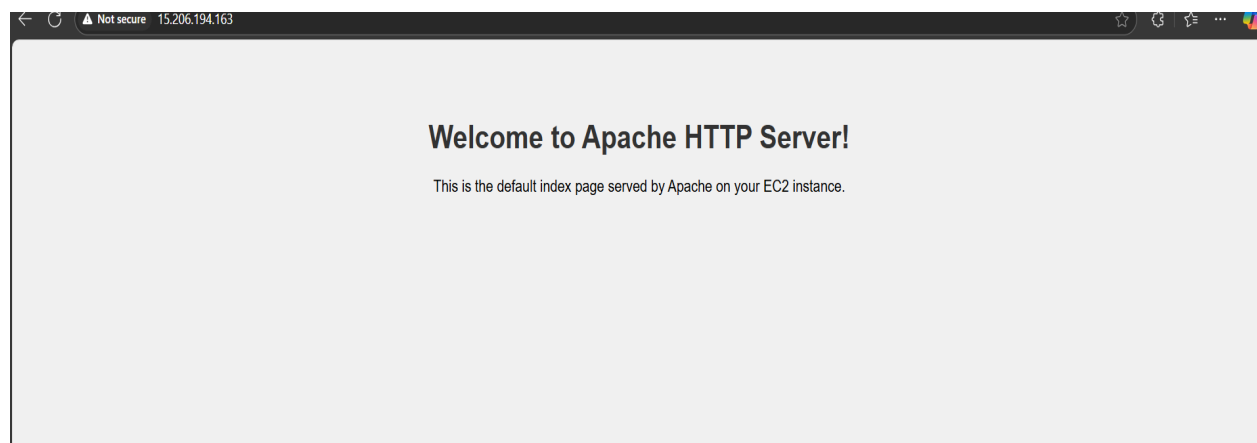 Not secure 15.206.194.163
Welcome to Apache HTTP Server!
This is the default index page served by Apache on your EC2 instance.